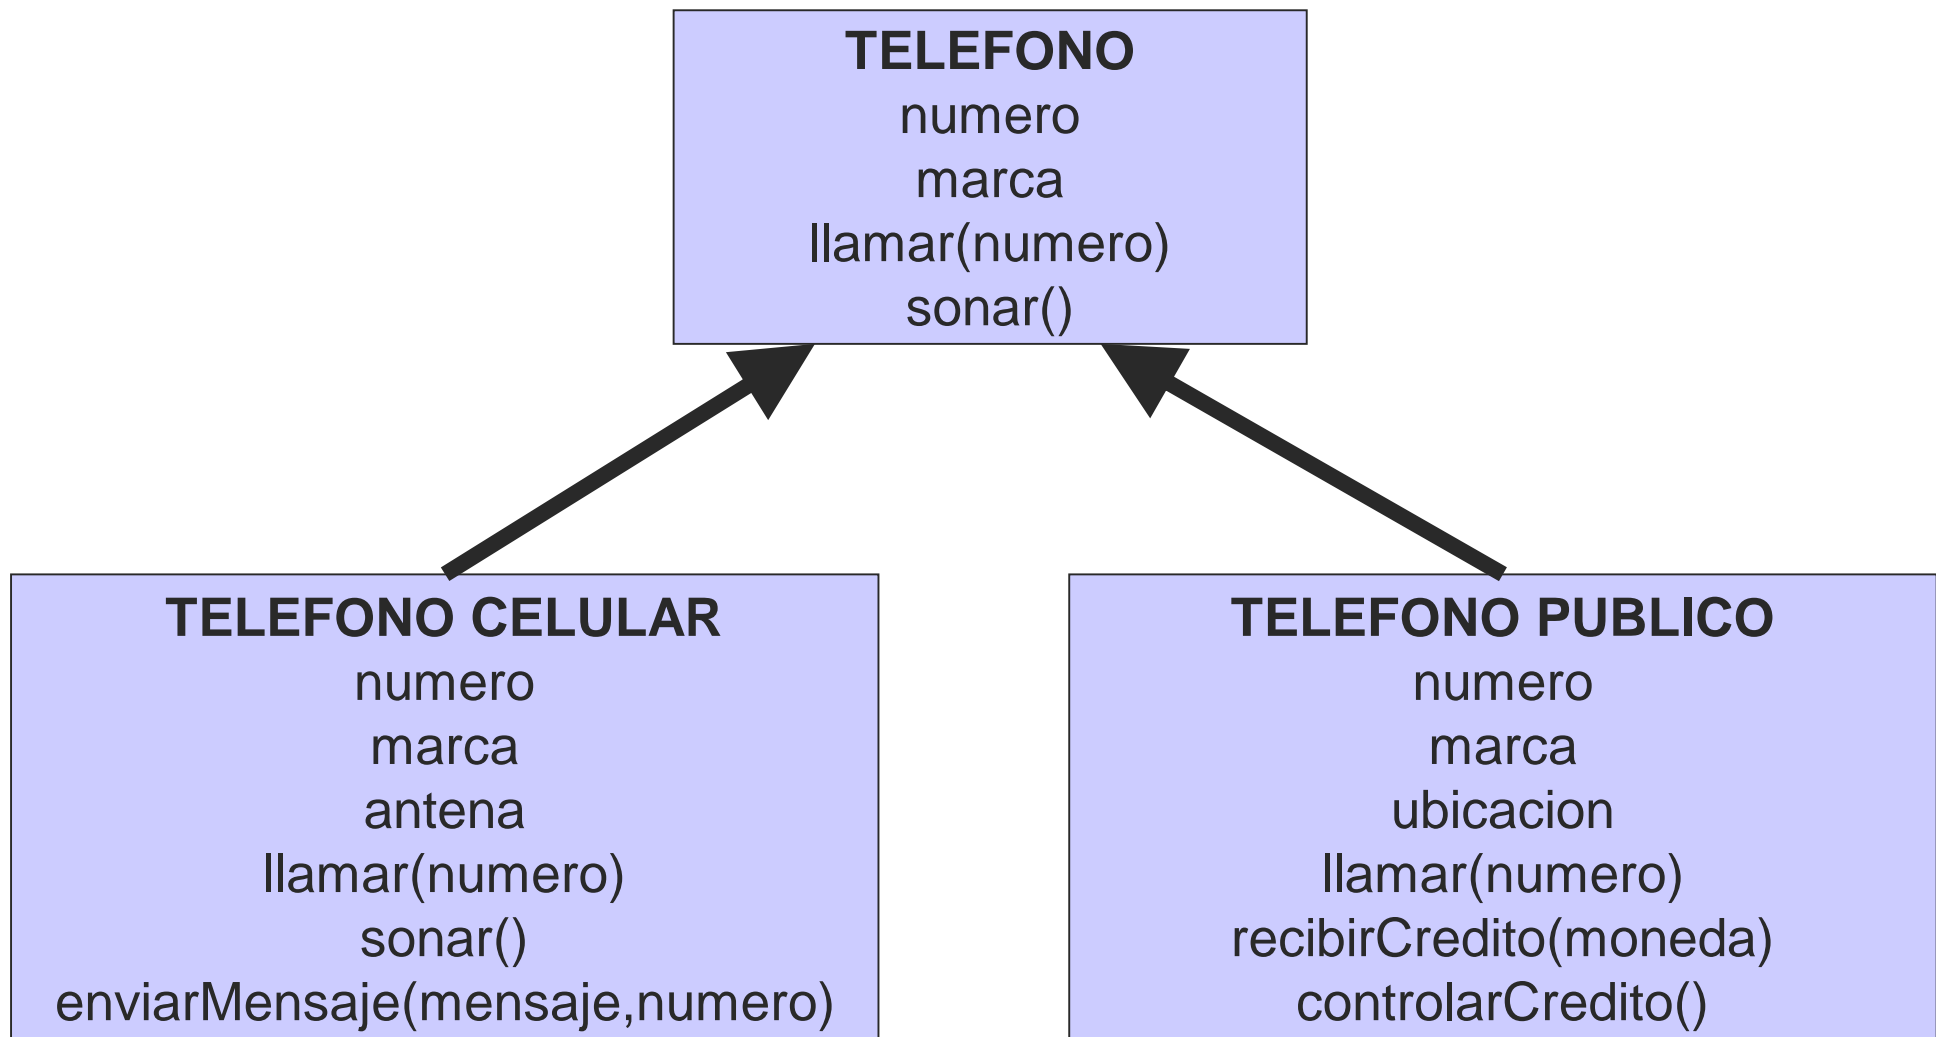 TELEFONO
numero
marca
llamar(numero)
sonar()
TELEFONO CELULAR
numero
marca
antena
llamar(numero)
sonar()
enviarMensaje(mensaje,numero)
TELEFONO PUBLICO
numero
marca
ubicacion
llamar(numero)
recibirCredito(moneda)
controlarCredito()